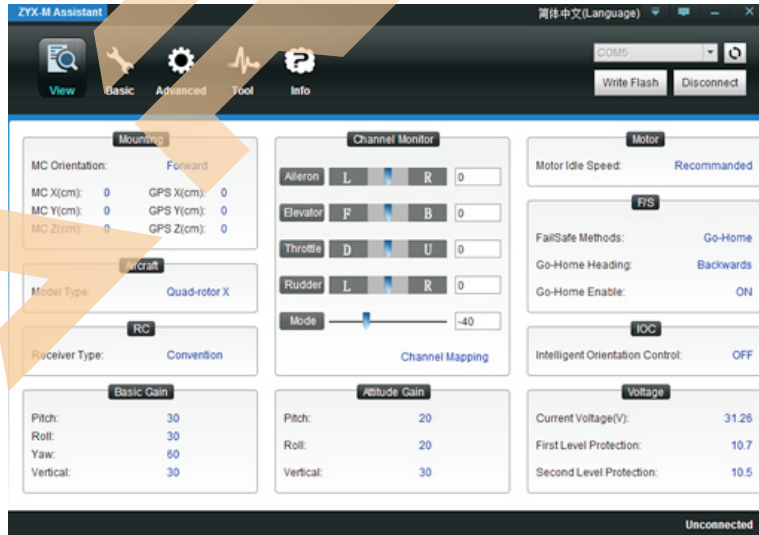 ZYX-M Assistant
简体中文(Language)
View
Basic
Advanced
Tool
Info
COM5
Write Flash
Disconnect
Mounting
MC Orientation: Forward
MC X(cm): 0 GPS X(cm): 0
MC Y(cm): 0 GPS Y(cm): 0
MC Z(cm): 0 GPS Z(cm): 0
Aircraft
Model Type: Quad-rotor X
RC
Receiver Type: Convention
Basic Gain
Pitch: 30
Roll: 30
Yaw: 60
Vertical: 30
Channel Monitor
Aileron L R 0
Elevator F B 0
Throttle D U 0
Rudder L R 0
Mode -40
Channel Mapping
Attitude Gain
Pitch: 20
Roll: 20
Vertical: 30
Motor
Motor Idle Speed: Recommanded
F/S
FailSafe Methods: Go-Home
Go-Home Heading: Backwards
Go-Home Enable: ON
IOC
Intelligent Orientation Control: OFF
Voltage
Current Voltage(V): 31.26
First Level Protection: 10.7
Second Level Protection: 10.5
Unconnected